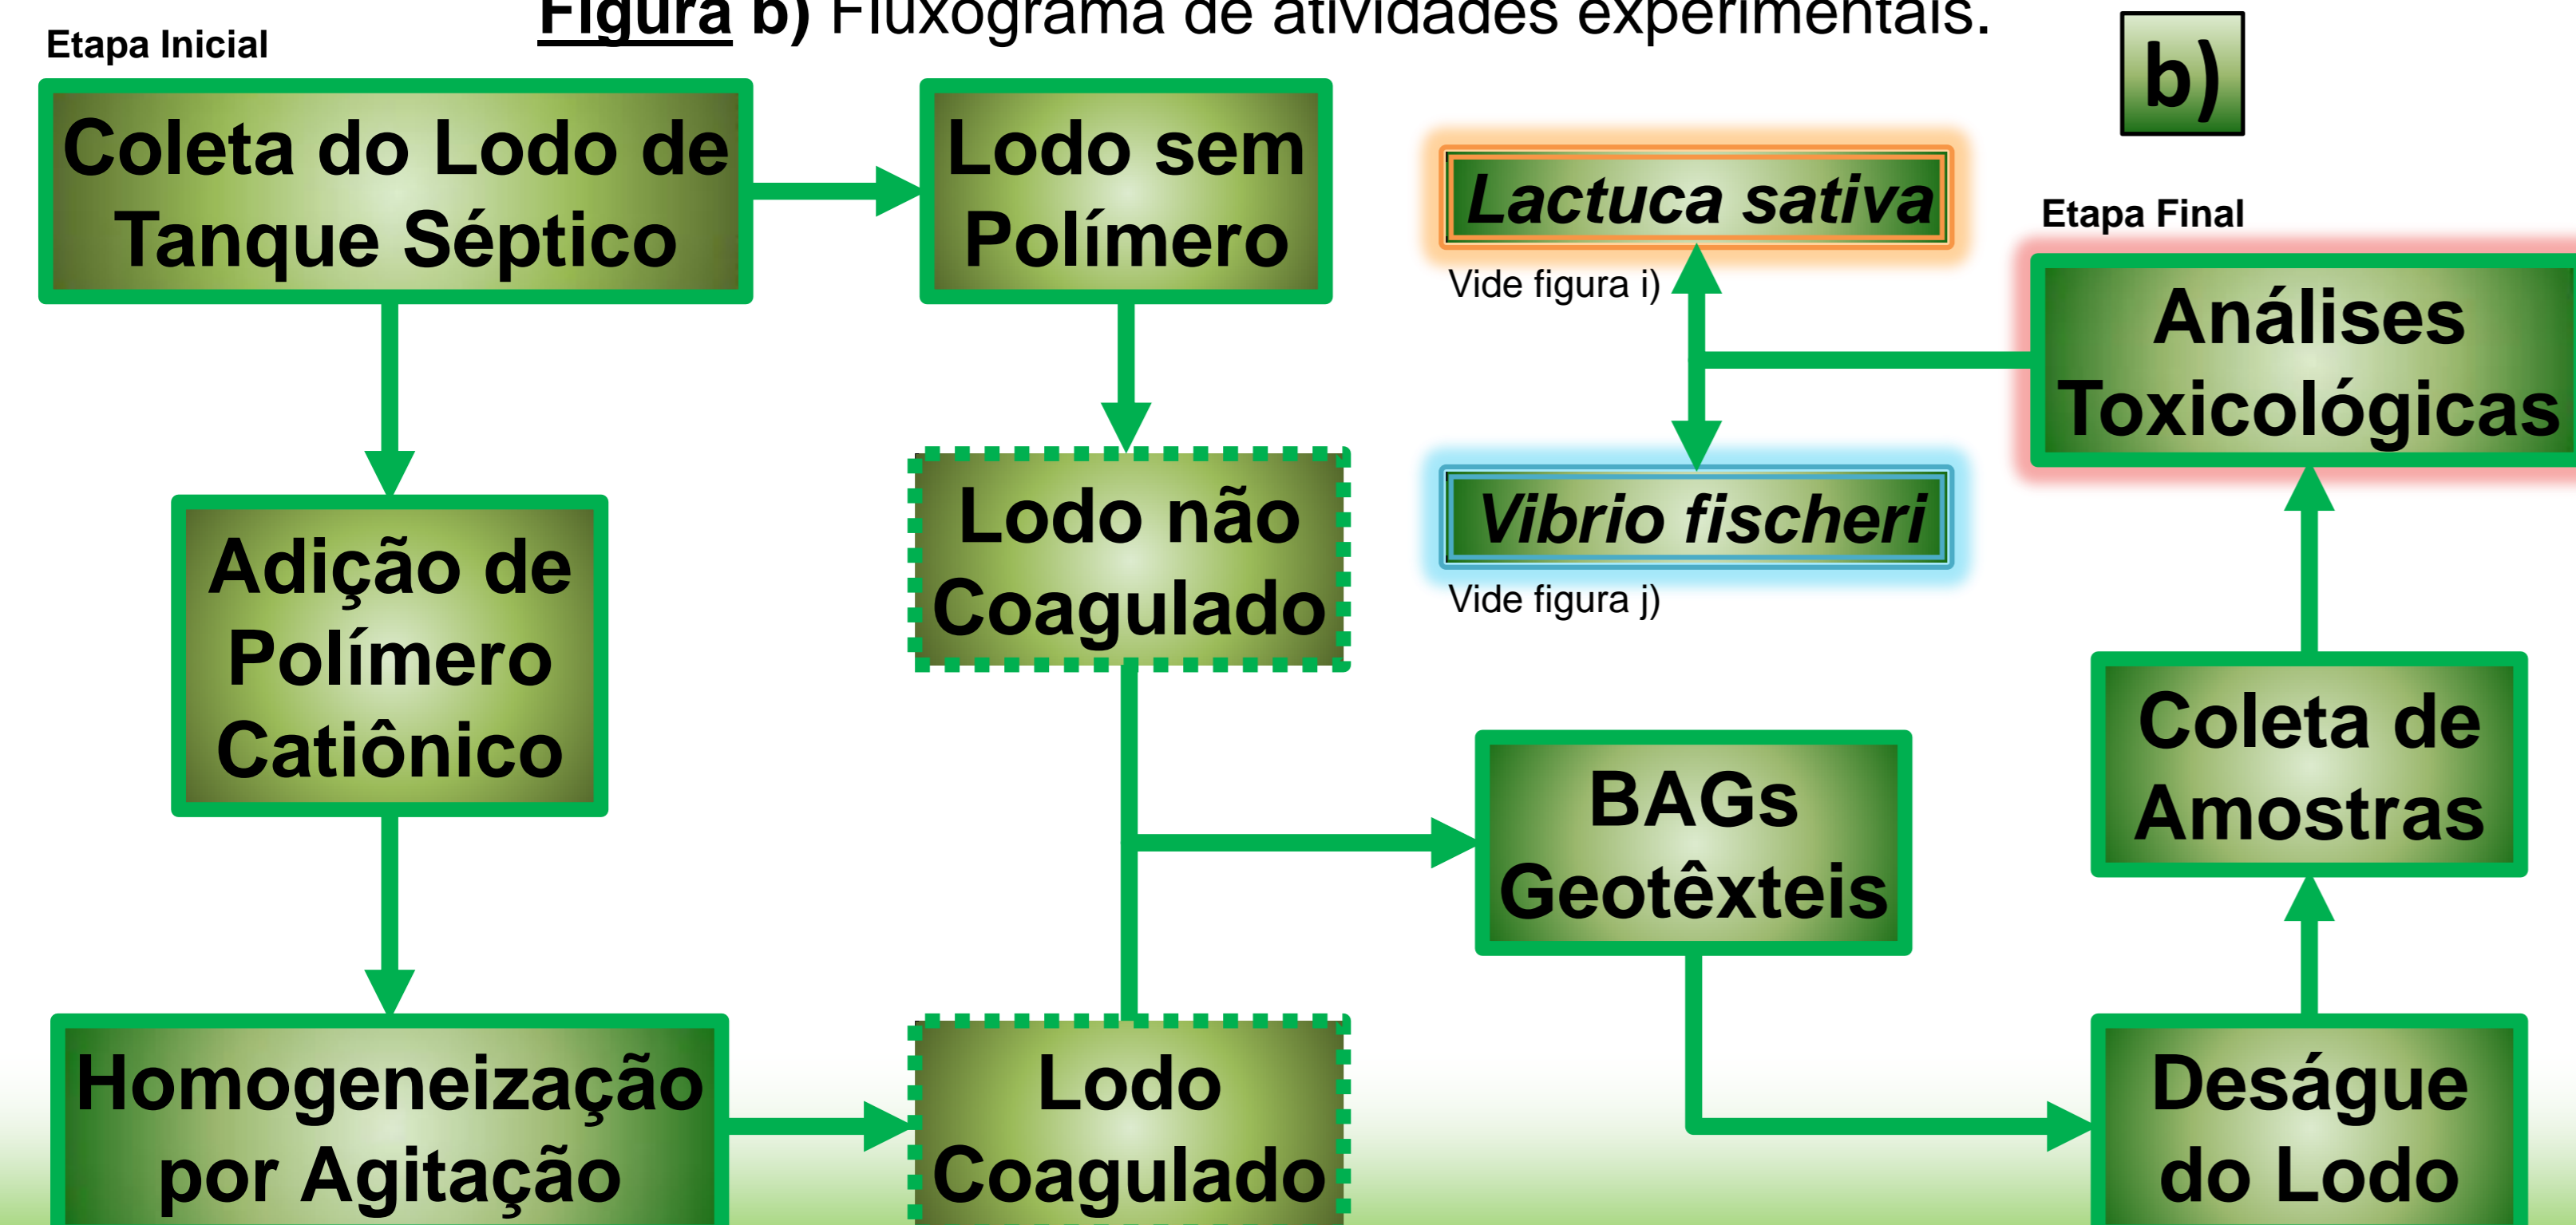 Figura b) Fluxograma de atividades experimentais.
b)
Etapa Inicial
Coleta do Lodo de
Tanque Séptico
Lodo sem
Polímero
Lodo não
Coagulado
Adição de
Polímero
Catiônico
Homogeneização
por Agitação
Lodo
Coagulado
BAGs
Geotêxteis
Deságue
do Lodo
Coleta de
Amostras
Etapa Final
Análises
Toxicológicas
Lactuca sativa
Vide figura i)
Vibrio fischeri
Vide figura j)